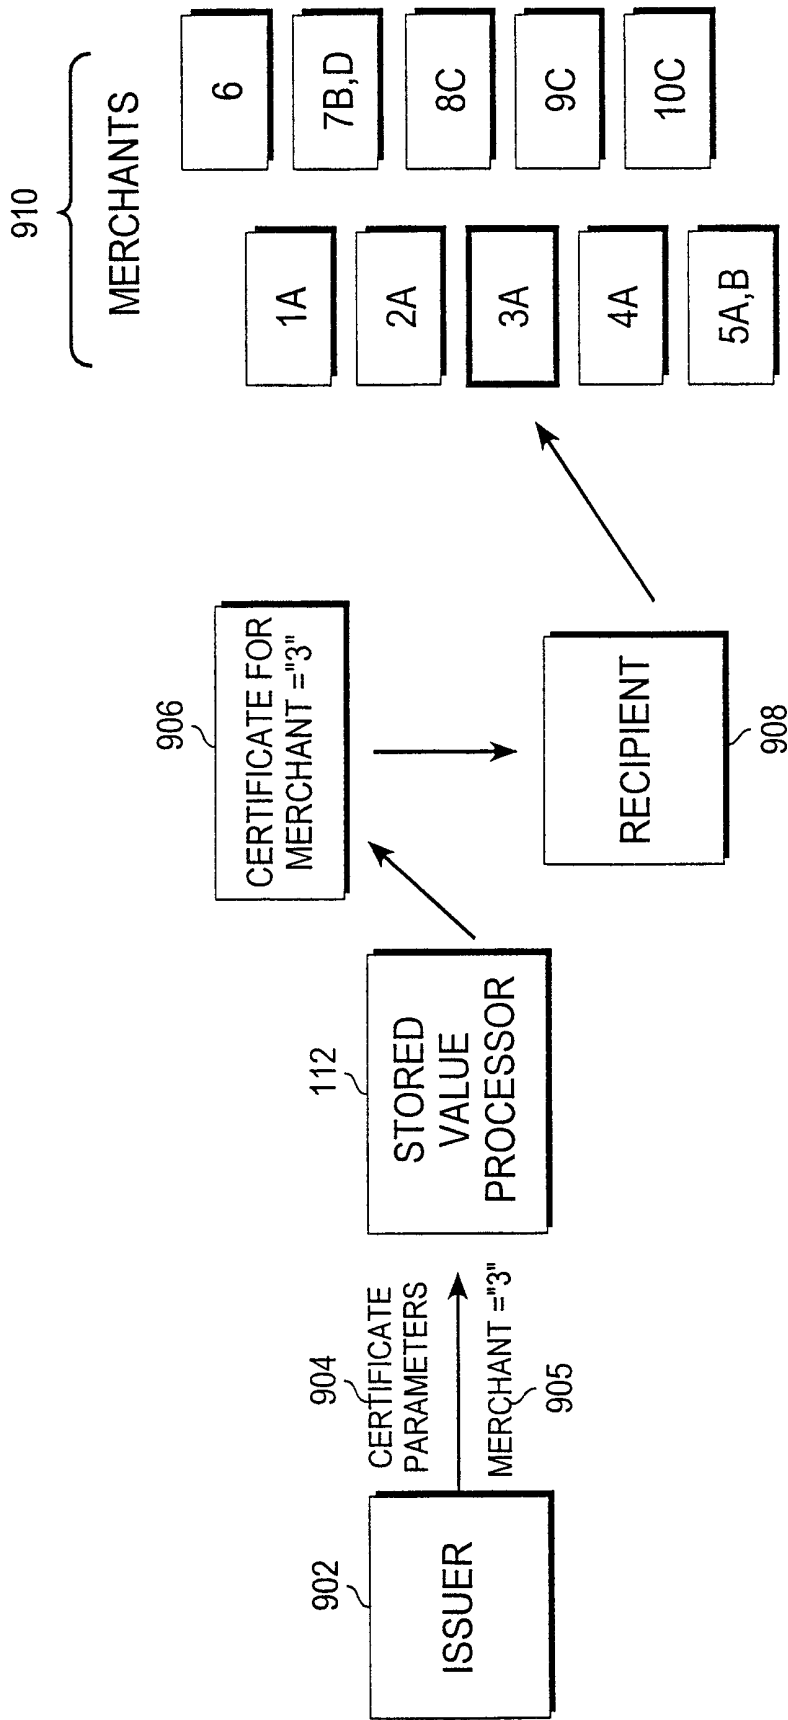 902
ISSUER
904
CERTIFICATE
PARAMETERS
MERCHANT ="3"
905
112
STORED
VALUE
PROCESSOR
906
CERTIFICATE FOR
MERCHANT ="3"
RECIPIENT
908
910
MERCHANTS
1A
2A
3A
4A
5A,B
6
7B,D
8C
9C
10C